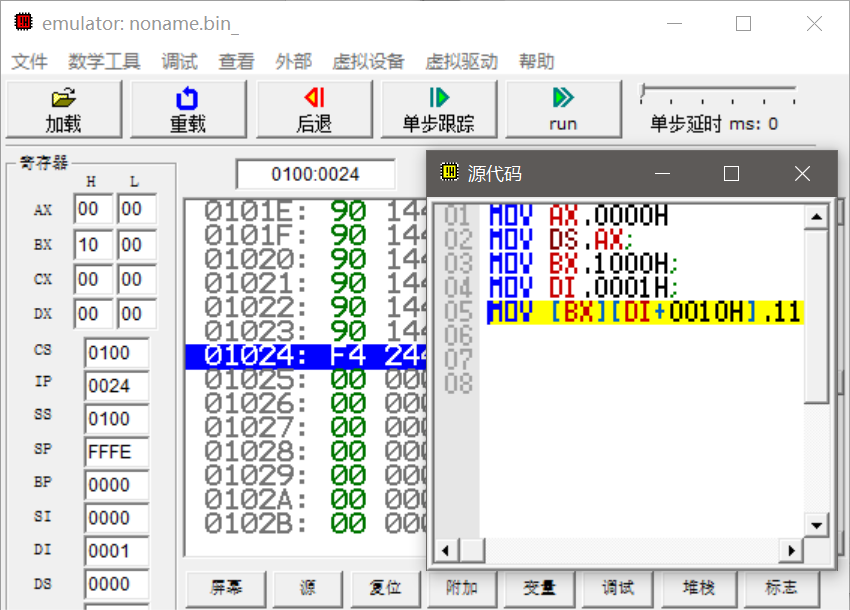 emulator: noname.bin_
文件 数学工具 调试 查看 外部 虚拟设备 虚拟驱动 帮助
加载 重载 后退 单步跟踪 run 单步延时 ms: 0
寄存器
H L
0100:0024
AX 00 00
BX 10 00
CX 00 00
DX 00 00
CS 0100
IP 0024
SS 0100
SP FFFE
BP 0000
SI 0000
DI 0001
DS 0000
0101E: 90 144
0101F: 90 144
01020: 90 144
01021: 90 144
01022: 90 144
01023: 90 144
01024: F4 244
01025: 00 000
01026: 00 000
01027: 00 000
01028: 00 000
01029: 00 000
0102A: 00 000
0102B: 00 000
源代码
01 MOV AX,0000H
02 MOV DS,AX;
03 MOV BX,1000H;
04 MOV DI,0001H;
05 MOV [BX][DI+0010H],11
06
07
08
屏幕 源 复位 附加 变量 调试 堆栈 标志